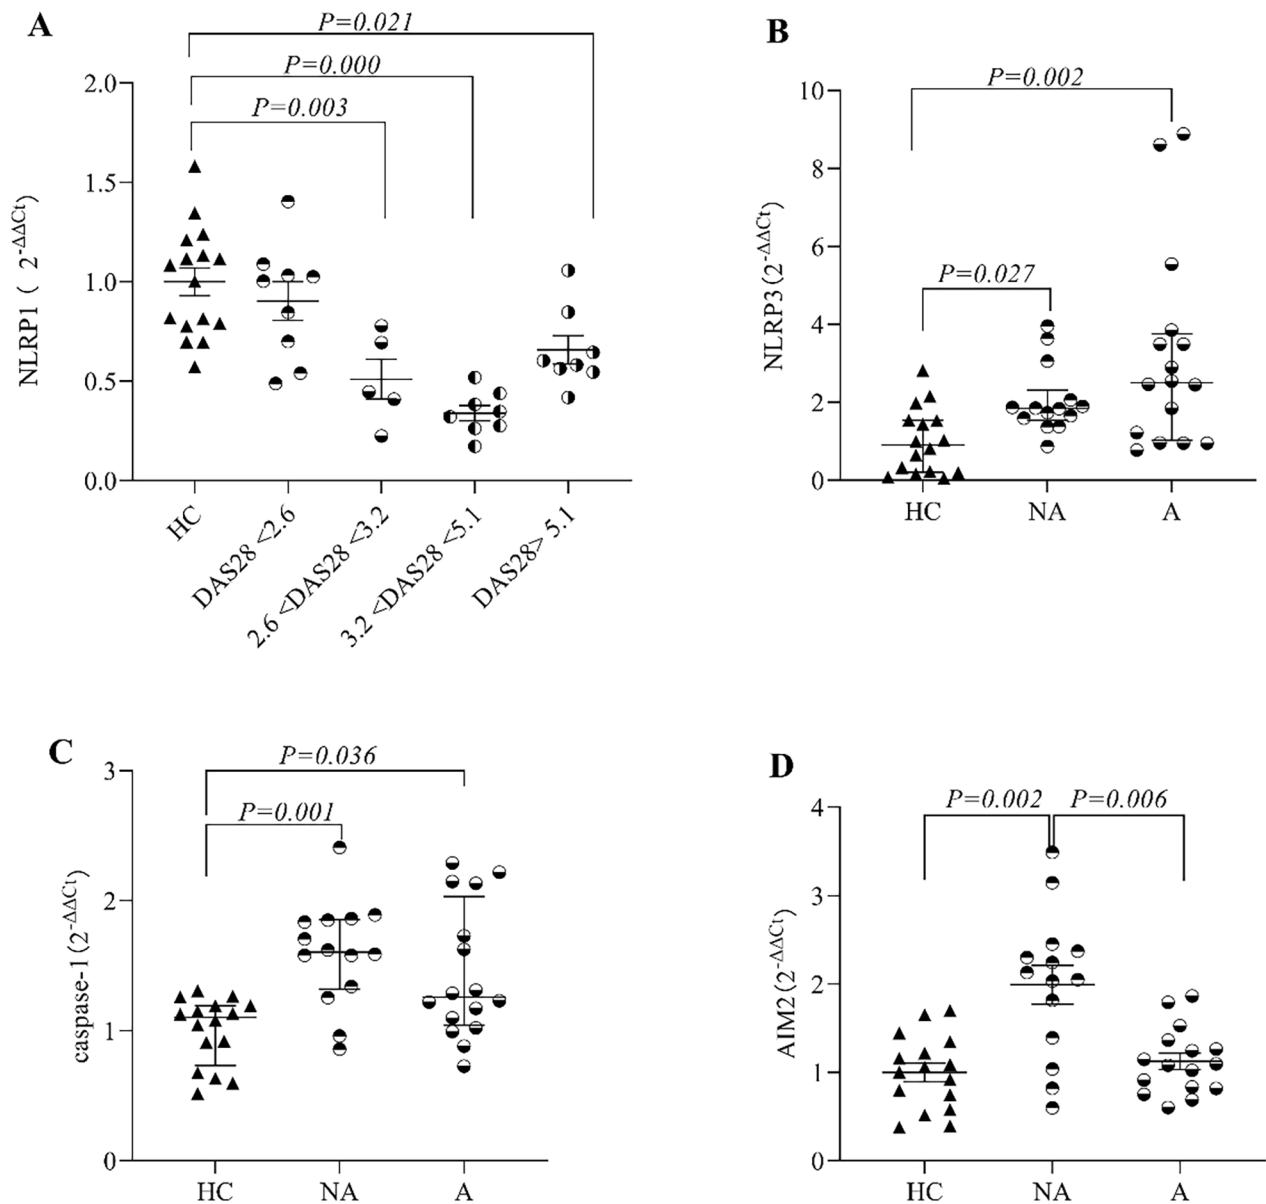 A
P=0.021
P=0.000
P=0.003
2.0
1.5
1.0
0.5
0.0
NLRP1 ( 2-ΔΔCt)
HC
DAS28 <2.6
2.6 <DAS28 <3.2
3.2 <DAS28 <5.1
DAS28> 5.1
B
P=0.002
P=0.027
10
8
6
4
2
0
NLRP3 (2-ΔΔCt)
HC
NA
A
C
P=0.036
P=0.001
3
2
1
0
caspase-1 (2-ΔΔCt)
HC
NA
A
D
P=0.002
P=0.006
4
3
2
1
0
AIM2 (2-ΔΔCt)
HC
NA
A